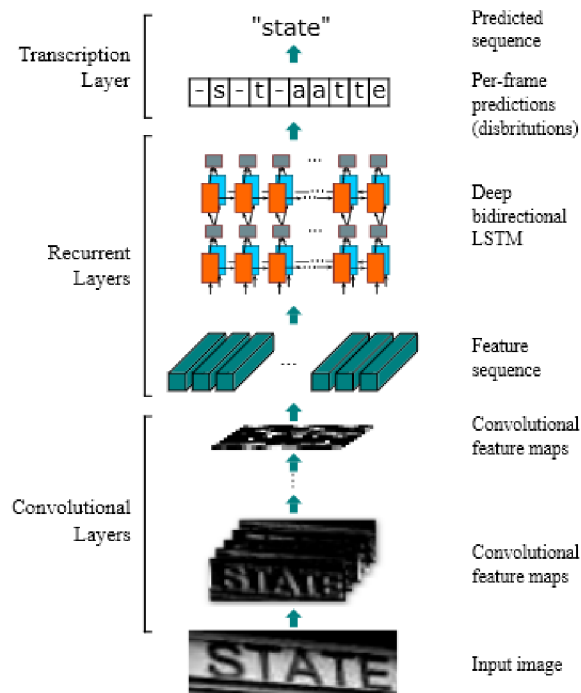 "state"
Predicted
sequence
Transcription
Layer
-s-t-aatte
Per-frame
predictions
(disbritutions)
Recurrent
Layers
...
...
...
...
Deep
bidirectional
LSTM
...
Feature
sequence
Convolutional
feature maps
Convolutional
Layers
STATE
Convolutional
feature maps
STATE
Input image